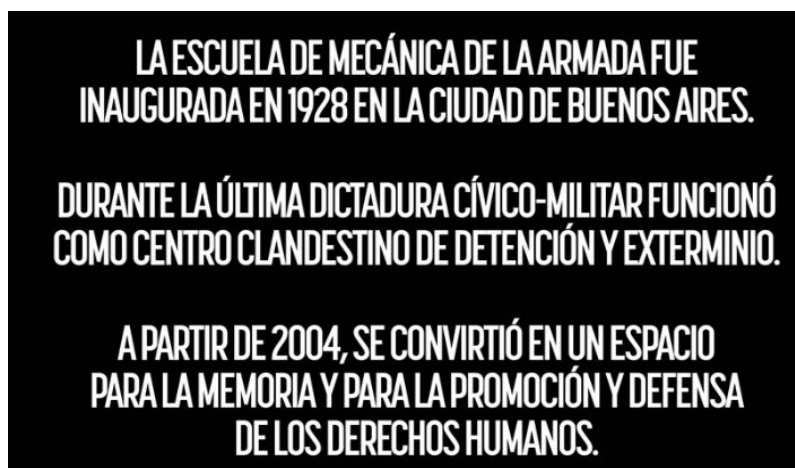 LA ESCUELA DE MECÁNICA DE LA ARMADA FUE
INAUGURADA EN 1928 EN LA CIUDAD DE BUENOS AIRES.
DURANTE LA ÚLTIMA DICTADURA CÍVICO-MILITAR FUNCIONÓ
COMO CENTRO CLANDESTINO DE DETENCIÓN Y EXTERMINIO.
A PARTIR DE 2004, SE CONVIRTIÓ EN UN ESPACIO
PARA LA MEMORIA Y PARA LA PROMOCIÓN Y DEFENSA
DE LOS DERECHOS HUMANOS.